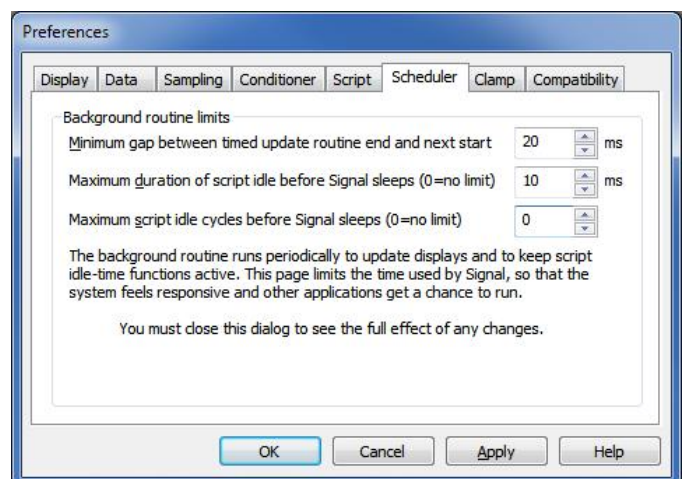 Preferences
Display Data Sampling Conditioner Script Scheduler Clamp Compatibility
Background routine limits
Minimum gap between timed update routine end and next start 20 ms
Maximum duration of script idle before Signal sleeps (0=no limit) 10 ms
Maximum script idle cycles before Signal sleeps (0=no limit) 0
The background routine runs periodically to update displays and to keep script
idle-time functions active. This page limits the time used by Signal, so that the
system feels responsive and other applications get a chance to run.
You must close this dialog to see the full effect of any changes.
OK Cancel Apply Help